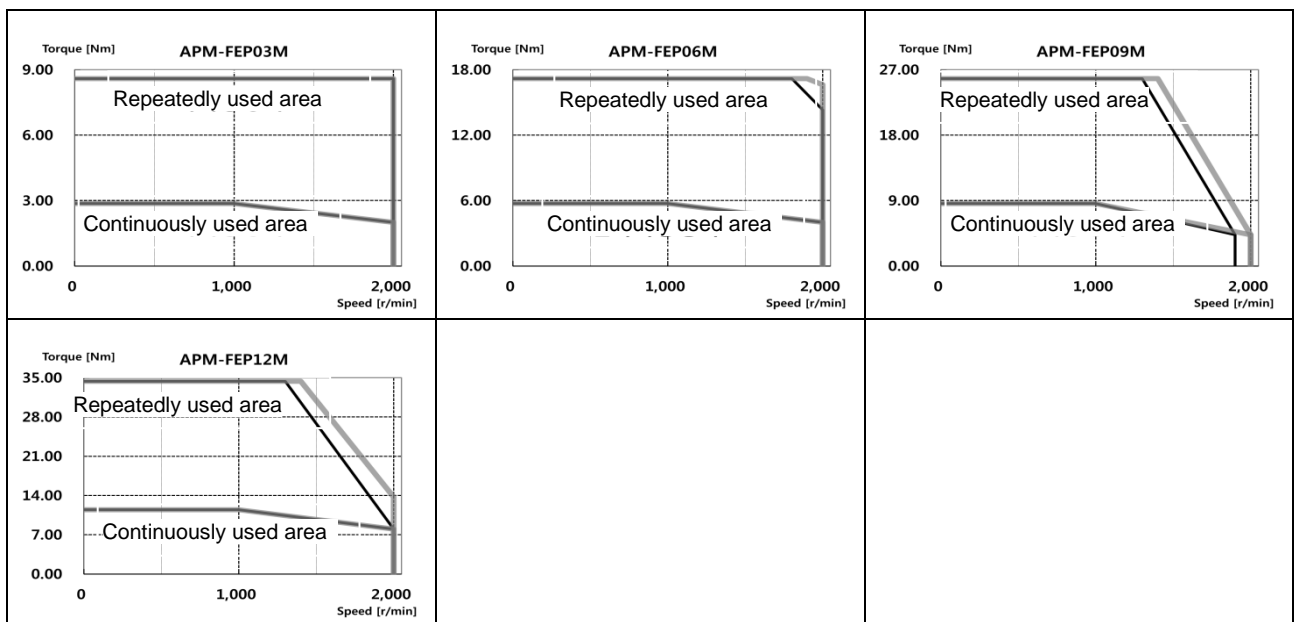 Torque [Nm] APM-FEP03M
9.00
Repeatedly used area
6.00
3.00
Continuously used area
0.00
0 1,000 2,000
Speed [r/min]
Torque [Nm] APM-FEP06M
18.00
Repeatedly used area
12.00
6.00
Continuously used area
0.00
0 1,000 2,000
Speed [r/min]
Torque [Nm] APM-FEP09M
27.00
Repeatedly used area
18.00
9.00
Continuously used area
0.00
0 1,000 2,000
Speed [r/min]
Torque [Nm] APM-FEP12M
35.00
Repeatedly used area
28.00
21.00
14.00
Continuously used area
7.00
0.00
0 1,000 2,000
Speed [r/min]